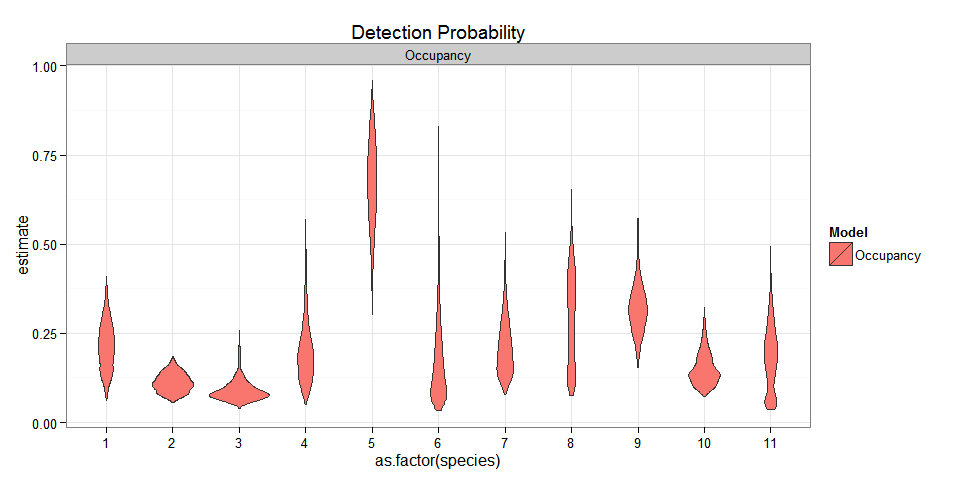 Detection Probability
Occupancy
1.00
0.75
0.50
0.25
0.00
estimate
1 2 3 4 5 6 7 8 9 10 11
as.factor(species)
Model
Occupancy